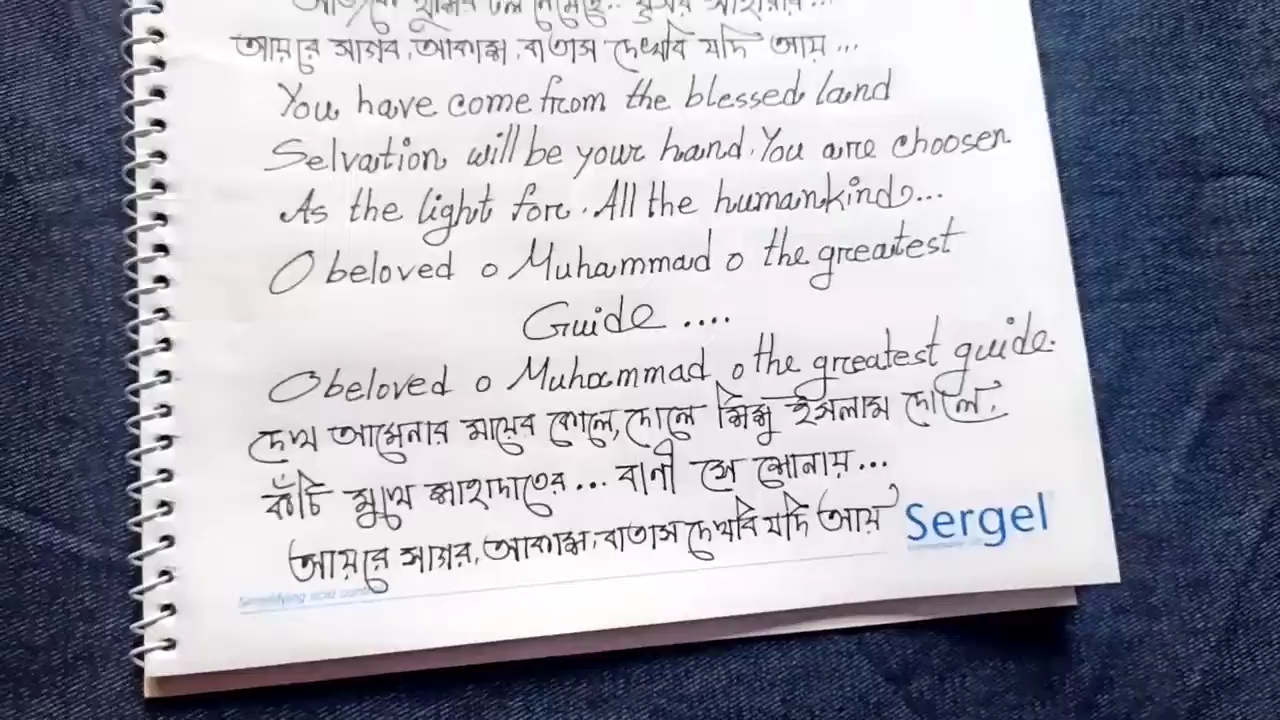 আয়রে সাগর, আকাশ, বাতাস দেখবি যদি আয় ...
You have come from the blessed land
Selvation will be your hand. You are choosen
As the light for. All the humankind...
O beloved o Muhammad o the greatest
Guide ....
O beloved o Muhammad o the greatest guide.
দেখ আমেনার মায়ের কোলে, দোলে শিশু ইসলাম দোলে,
কঁচি মুখে শাহাদাতের... বানী সে শোনায়...
আয়রে সাগর, আকাশ, বাতাস দেখবি যদি আয়
Sergel